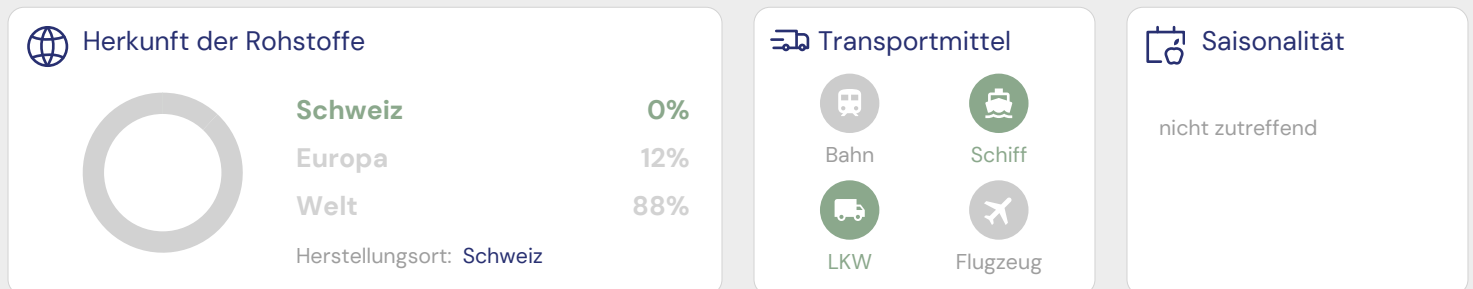 Herkunft der Rohstoffe
Schweiz 0%
Europa 12%
Welt 88%
Herstellungsort: Schweiz
Transportmittel
Bahn Schiff
LKW Flugzeug
Saisonalität
nicht zutreffend